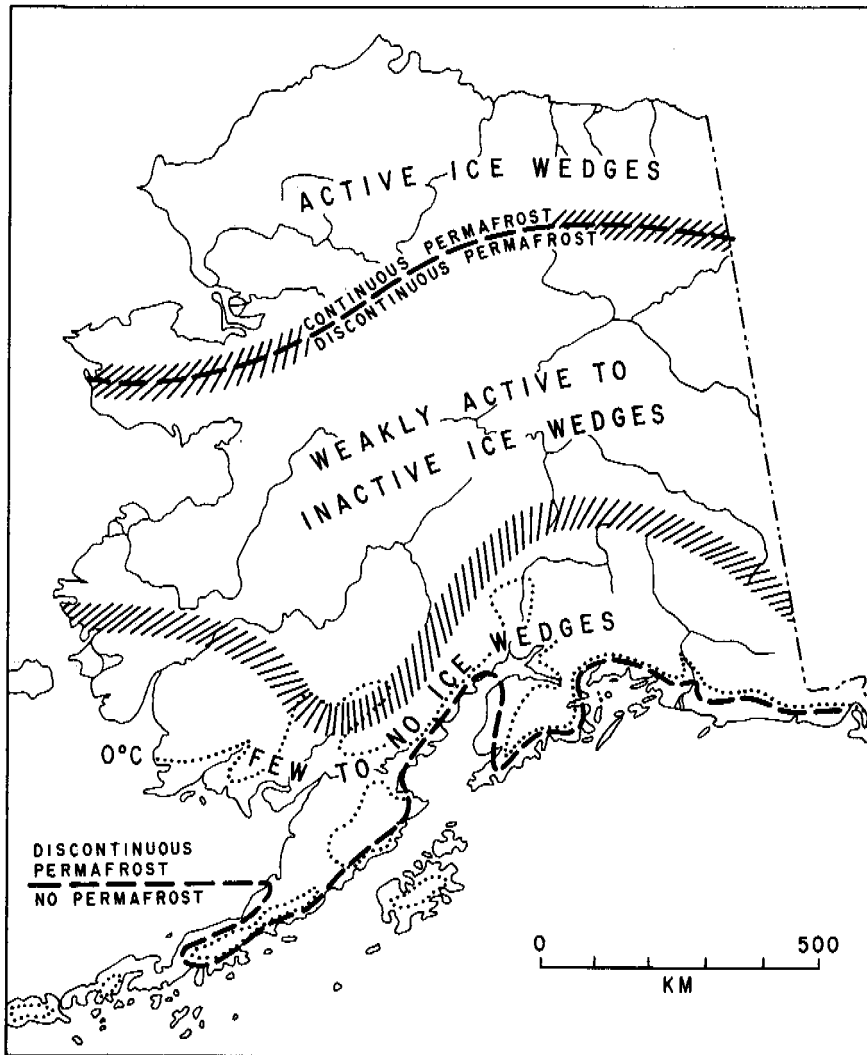 ACTIVE ICE WEDGES
CONTINUOUS PERMAFROST
DISCONTINUOUS PERMAFROST
WEAKLY ACTIVE TO
INACTIVE ICE WEDGES
FEW TO NO ICE WEDGES
0°C
DISCONTINUOUS
PERMAFROST
NO PERMAFROST
0 500
KM